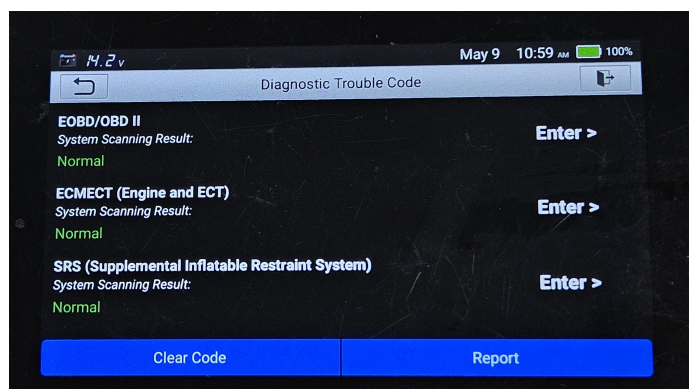 14.2v
May 9 10:59 AM 100%
Diagnostic Trouble Code
EOBD/OBD II
System Scanning Result:
Enter >
Normal
ECMECT (Engine and ECT)
System Scanning Result:
Enter >
Normal
SRS (Supplemental Inflatable Restraint System)
System Scanning Result:
Enter >
Normal
Clear Code
Report